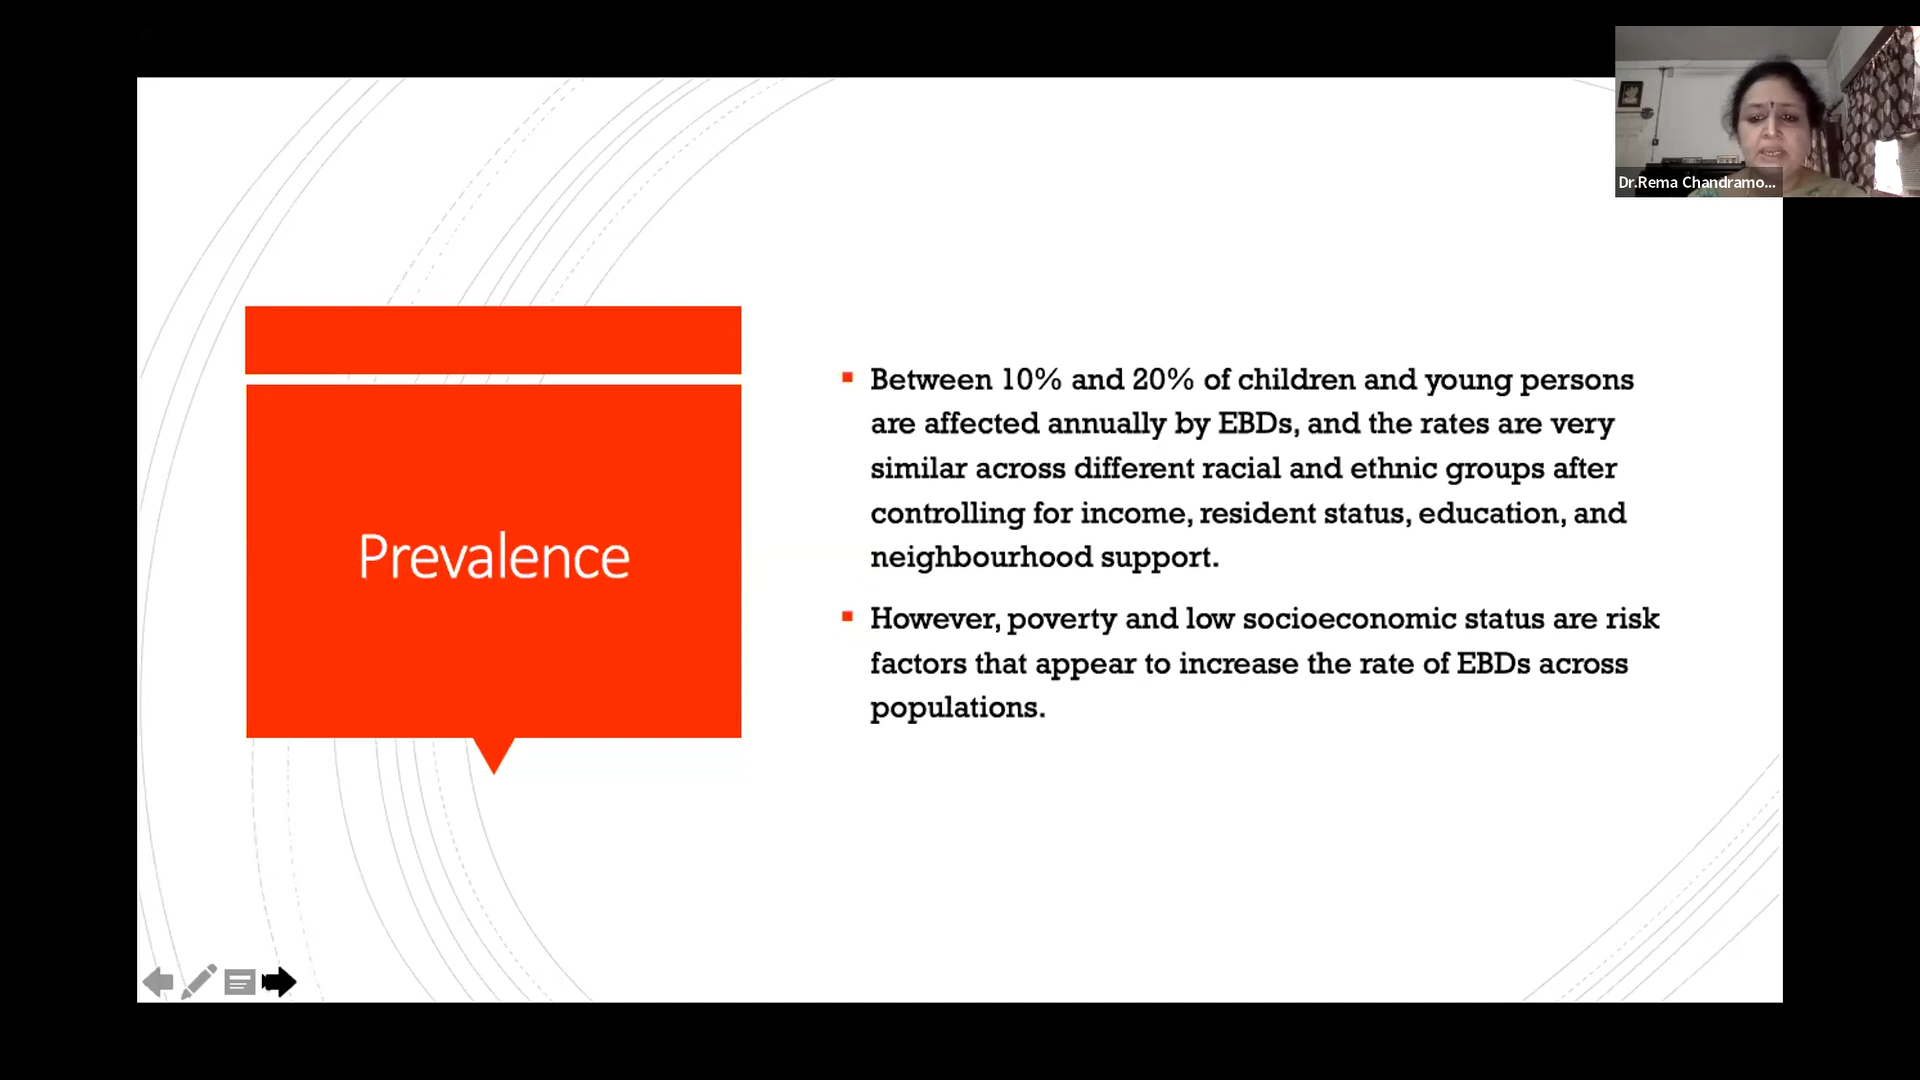 Dr.Rema Chandramo...
Prevalence
Between 10% and 20% of children and young persons
are affected annually by EBDs, and the rates are very
similar across different racial and ethnic groups after
controlling for income, resident status, education, and
neighbourhood support.
However, poverty and low socioeconomic status are risk
factors that appear to increase the rate of EBDs across
populations.